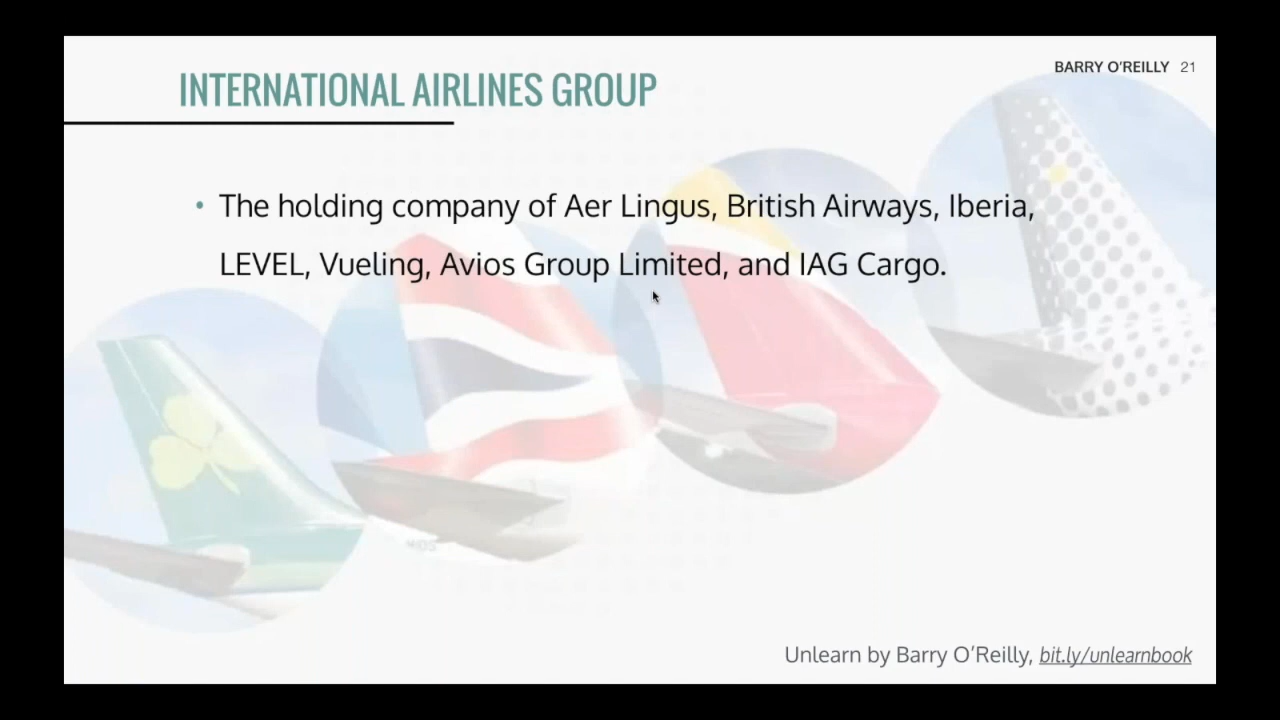 BARRY O'REILLY 21
INTERNATIONAL AIRLINES GROUP
• The holding company of Aer Lingus, British Airways, Iberia,
LEVEL, Vueling, Avios Group Limited, and IAG Cargo.
Unlearn by Barry O’Reilly, bit.ly/unlearnbook